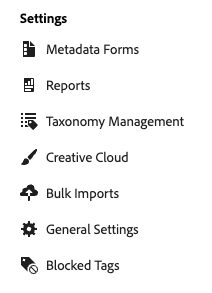 Settings
Metadata Forms
Reports
Taxonomy Management
Creative Cloud
Bulk Imports
General Settings
Blocked Tags